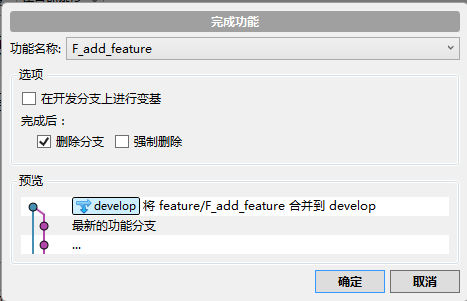 完成功能
功能名称: F_add_feature
选项
在开发分支上进行变基
完成后：
删除分支 强制删除
预览
develop 将 feature/F_add_feature 合并到 develop
最新的功能分支
...
确定 取消